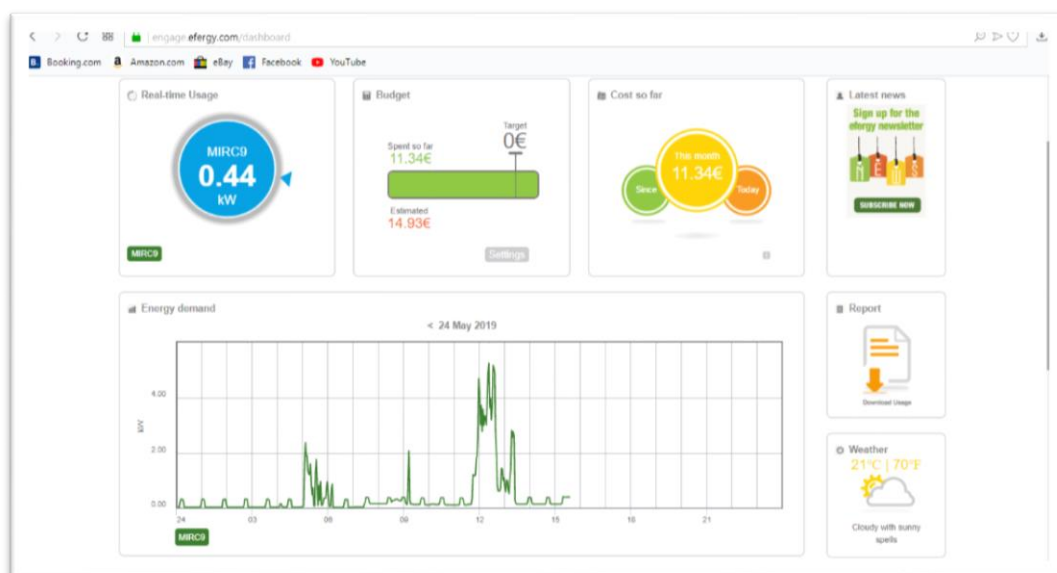 engage.efergy.com/dashboard
Booking.com Amazon.com eBay Facebook YouTube
Real-time Usage
MIRC9
0.44
kW
MIRC9
Budget
Target
0€
Spent so far
11.34€
Estimated
14.93€
Settings
Cost so far
This month
11.34€
Since
Today
Latest news
Sign up for the
efergy newsletter
SUBSCRIBE NOW
Energy demand
< 24 May 2019
kW
4.00
2.00
0.00
24 03 06 09 12 15 18 21
MIRC9
Report
Download Usage
Weather
21°C | 70°F
Cloudy with sunny
spells